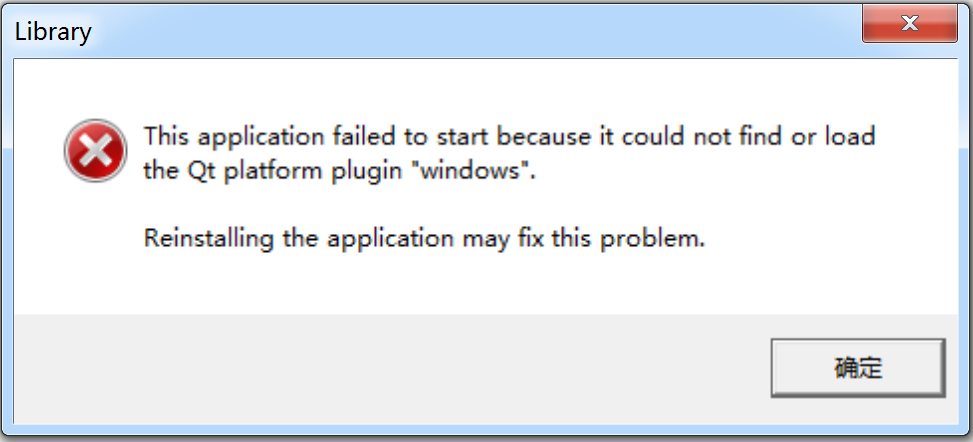 Library
This application failed to start because it could not find or load
the Qt platform plugin "windows".
Reinstalling the application may fix this problem.
确定